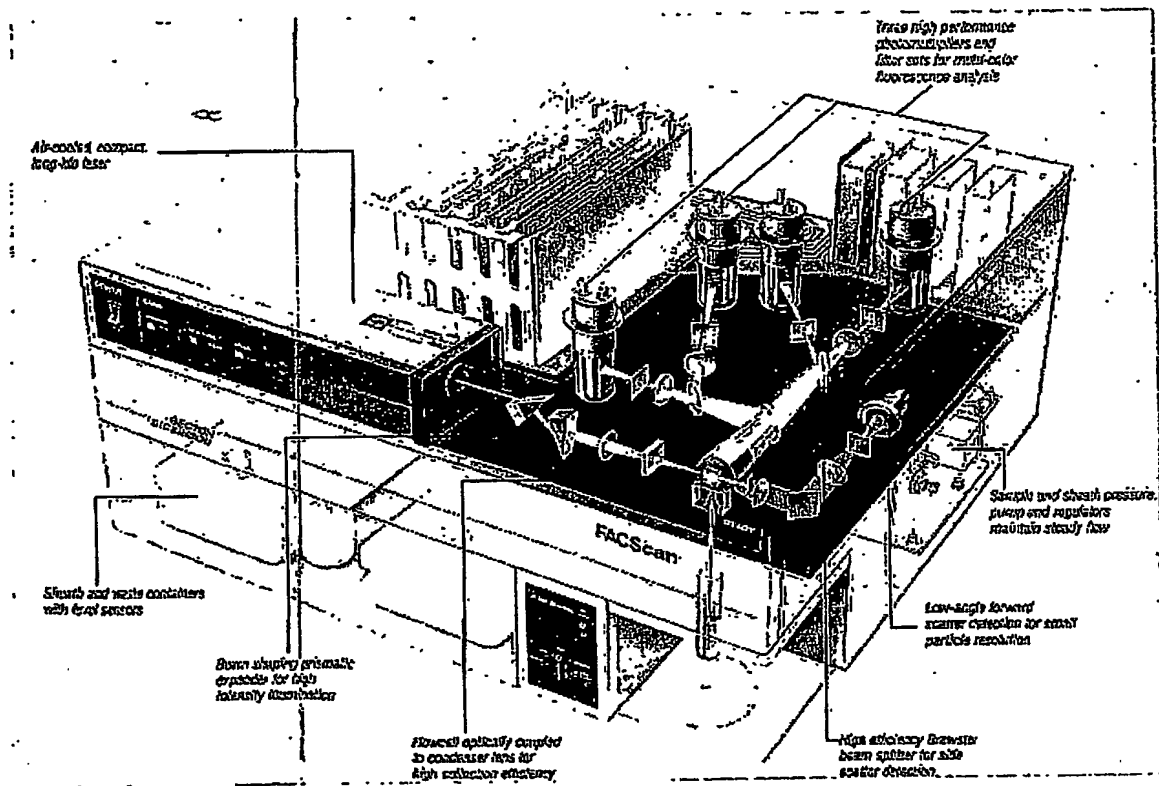 Three high performance
photomultipliers and
filter sets for multi-color
fluorescence analysis
Air-cooled, compact,
long-life laser
FACScan
Sample and sheath pressure,
pump and regulators
maintain steady flow
Sheath and waste containers
with level sensors
Low-angle forward
scatter detection for small
particle resolution
Beam shaping prismatic
expander for high
intensity illumination
Flowcell optically coupled
to condenser lens for
high collection efficiency
High efficiency Brewster
beam splitter for side
scatter detection